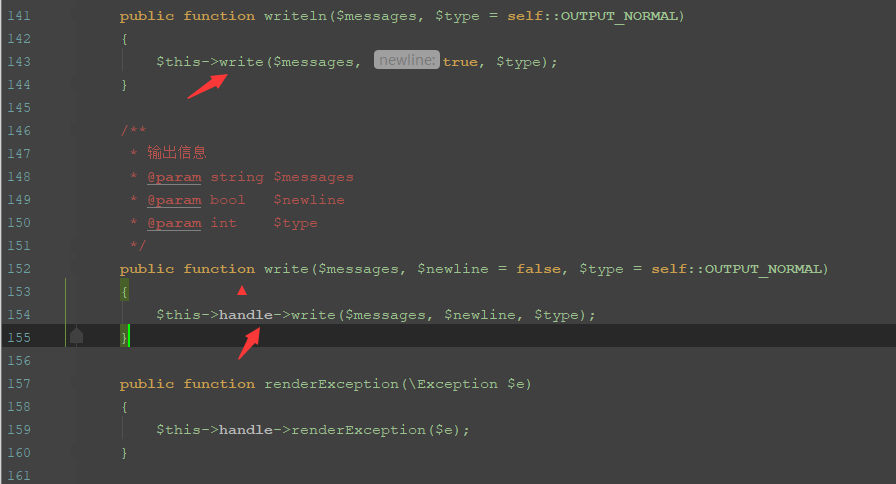 141 public function writeln($messages, $type = self::OUTPUT_NORMAL)
142 {
143 $this->write($messages, newline: true, $type);
144 }
145
146 /**
147 * 输出信息
148 * @param string $messages
149 * @param bool $newline
150 * @param int $type
151 */
152 public function write($messages, $newline = false, $type = self::OUTPUT_NORMAL)
153 {
154 $this->handle->write($messages, $newline, $type);
155 }
156
157 public function renderException(\Exception $e)
158 {
159 $this->handle->renderException($e);
160 }
161